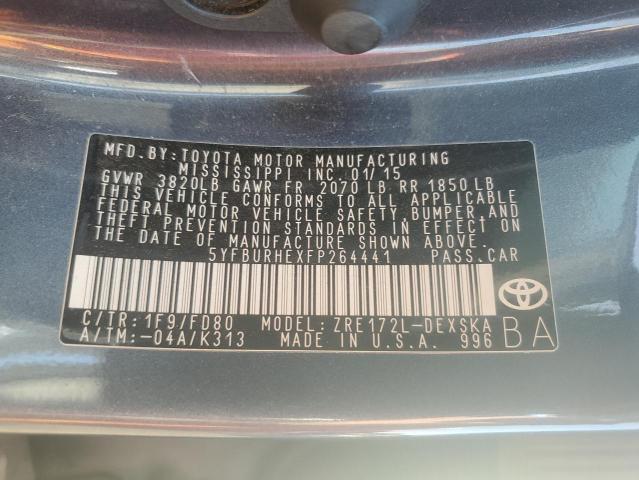 MFD.BY:TOYOTA MOTOR MANUFACTURING
MISSISSIPPI INC. 01/15
GVWR 3820LB GAWR FR 2070 LB RR 1850 LB
THIS VEHICLE CONFORMS TO ALL APPLICABLE
FEDERAL MOTOR VEHICLE SAFETY, BUMPER, AND
THEFT PREVENTION STANDARDS IN EFFECT ON
THE DATE OF MANUFACTURE SHOWN ABOVE.
5YFBURHEXFP264441 PASS.CAR
C/TR:1F9/FD80 MODEL: ZRE172L-DEXSKA
A/TM:-04A/K313 MADE IN U.S.A. 996
BA